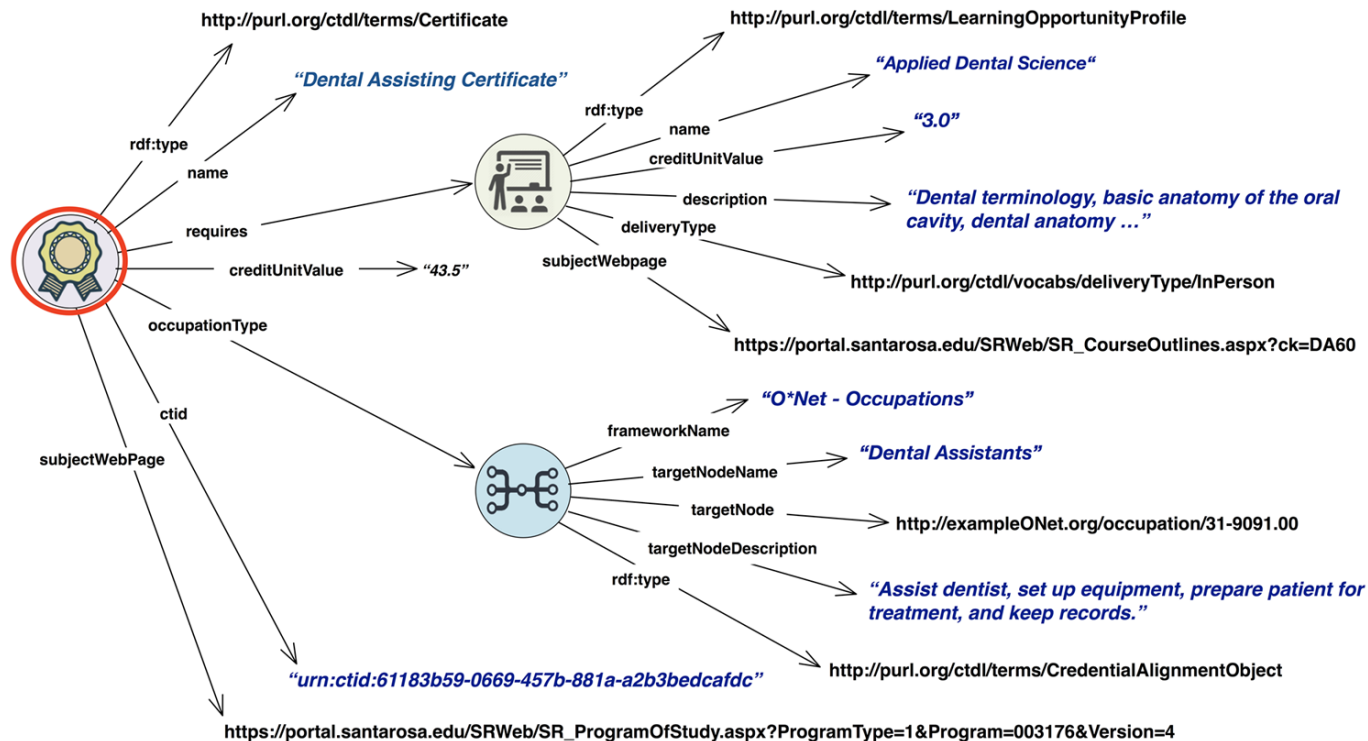 http://purl.org/ctdl/terms/Certificate
http://purl.org/ctdl/terms/LearningOpportunityProfile
“Dental Assisting Certificate”
“Applied Dental Science“
rdf:type
rdf:type
name
“3.0”
name
creditUnitValue
description
“Dental terminology, basic anatomy of the oral
cavity, dental anatomy …”
requires
deliveryType
creditUnitValue
“43.5”
subjectWebpage
http://purl.org/ctdl/vocabs/deliveryType/InPerson
occupationType
https://portal.santarosa.edu/SRWeb/SR_CourseOutlines.aspx?ck=DA60
ctid
“O*Net - Occupations”
frameworkName
subjectWebPage
“Dental Assistants”
targetNodeName
targetNode
http://exampleONet.org/occupation/31-9091.00
targetNodeDescription
rdf:type
“Assist dentist, set up equipment, prepare patient for
treatment, and keep records.”
http://purl.org/ctdl/terms/CredentialAlignmentObject
“urn:ctid:61183b59-0669-457b-881a-a2b3bedcafdc”
https://portal.santarosa.edu/SRWeb/SR_ProgramOfStudy.aspx?ProgramType=1&Program=003176&Version=4